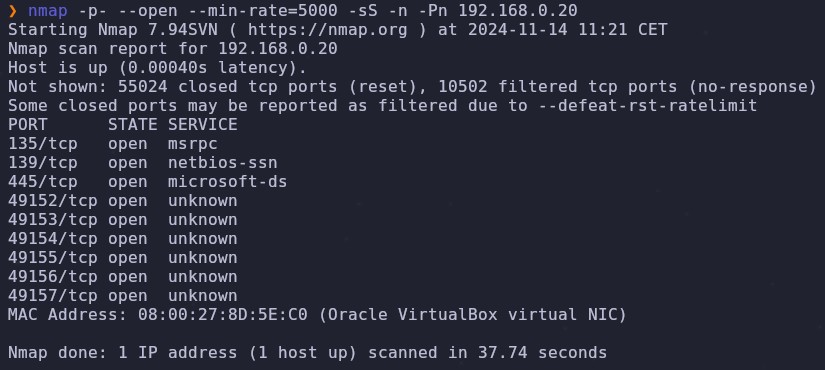 ❯ nmap -p- --open --min-rate=5000 -sS -n -Pn 192.168.0.20
Starting Nmap 7.94SVN ( https://nmap.org ) at 2024-11-14 11:21 CET
Nmap scan report for 192.168.0.20
Host is up (0.00040s latency).
Not shown: 55024 closed tcp ports (reset), 10502 filtered tcp ports (no-response)
Some closed ports may be reported as filtered due to --defeat-rst-ratelimit
PORT      STATE SERVICE
135/tcp   open  msrpc
139/tcp   open  netbios-ssn
445/tcp   open  microsoft-ds
49152/tcp open  unknown
49153/tcp open  unknown
49154/tcp open  unknown
49155/tcp open  unknown
49156/tcp open  unknown
49157/tcp open  unknown
MAC Address: 08:00:27:8D:5E:C0 (Oracle VirtualBox virtual NIC)

Nmap done: 1 IP address (1 host up) scanned in 37.74 seconds